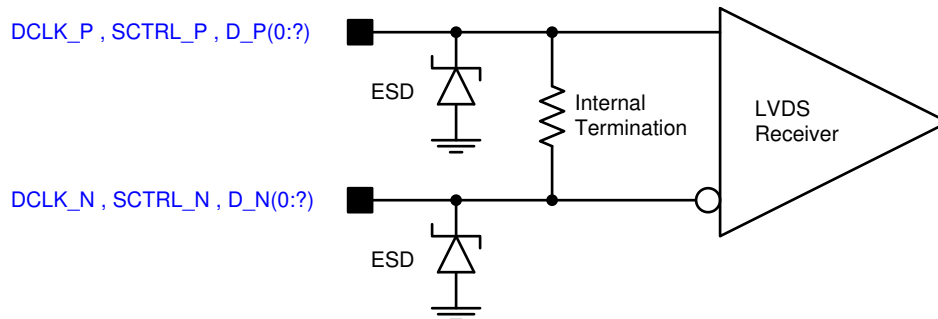 DCLK_P , SCTRL_P , D_P(0:?)
ESD
Internal
Termination
LVDS
Receiver
DCLK_N , SCTRL_N , D_N(0:?)
ESD